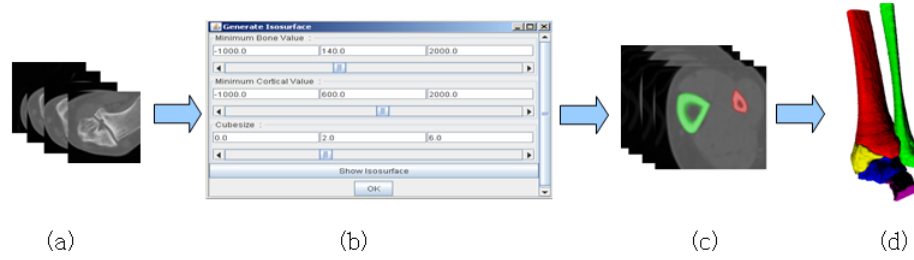 Generate Isosurface
Minimum Bone Value :
-1000.0 140.0 2000.0
Minimum Cortical Value :
-1000.0 600.0 2000.0
Cubesize :
0.0 2.0 6.0
Show Isosurface
OK
(a) (b) (c) (d)